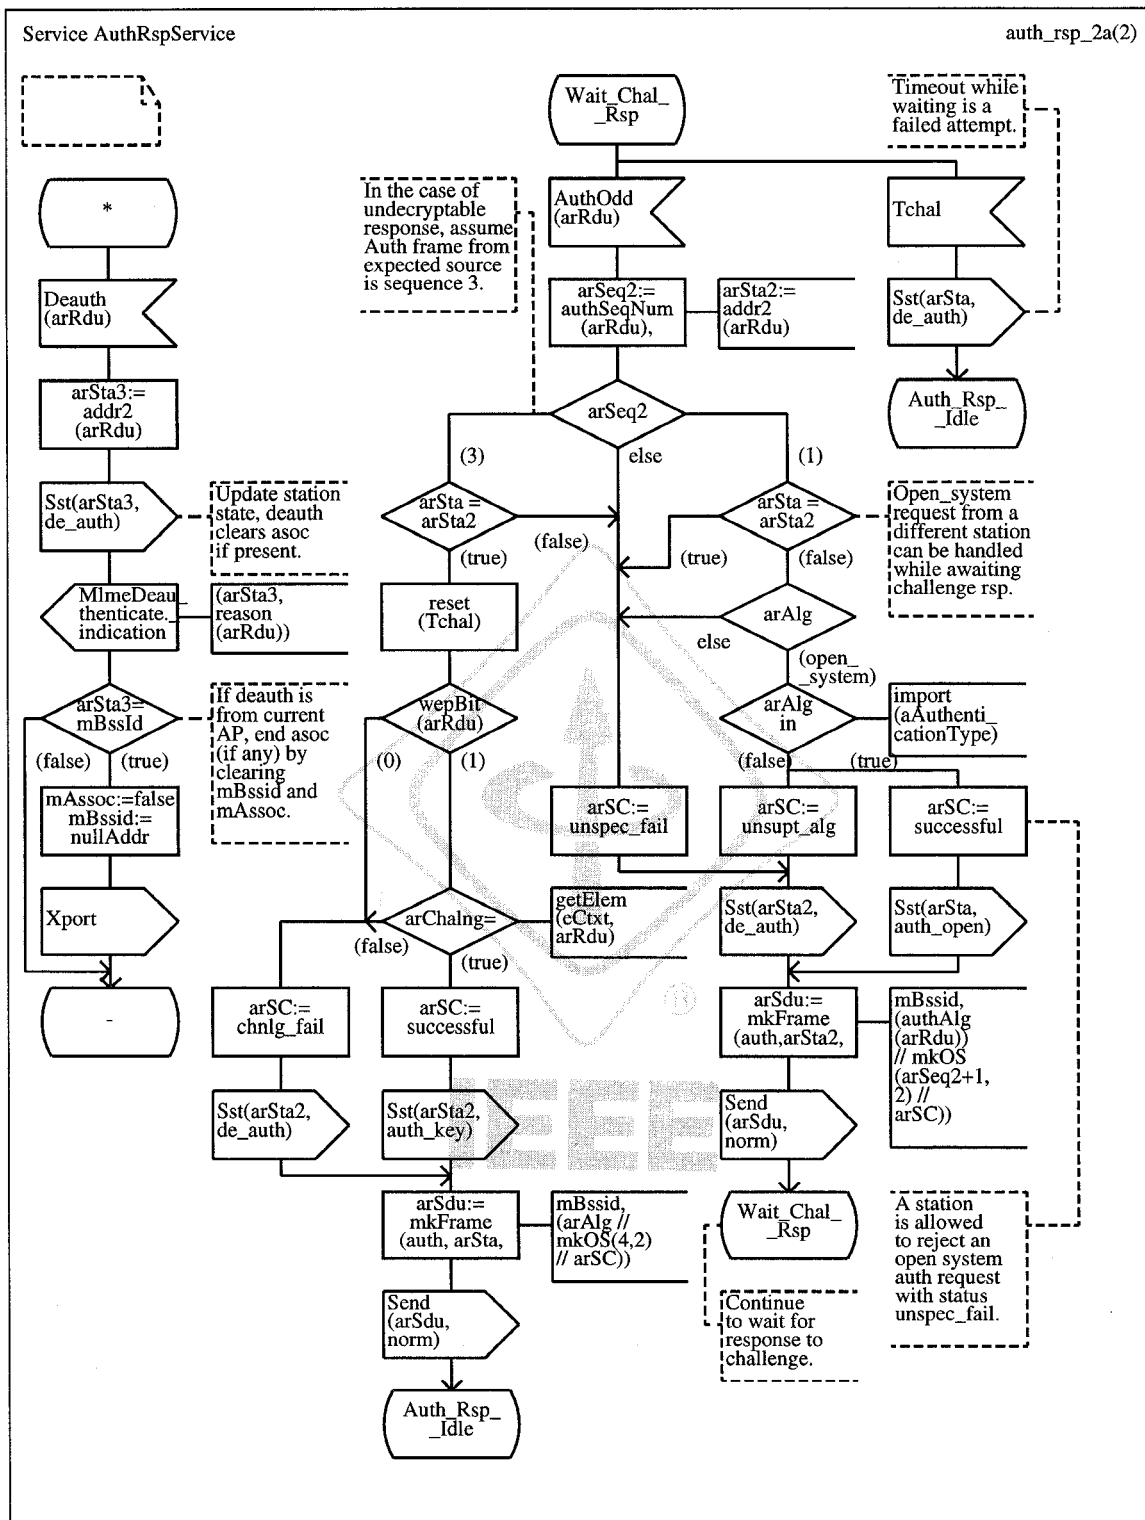 Service AuthRspService
auth_rsp_2a(2)
*
Deauth
(arRdu)
arSta3:=
addr2
(arRdu)
Sst(arSta3,
de_auth)
Update station
state, deauth
clears asoc
if present.
MlmeDeau_
thenticate._
indication
(arSta3,
reason
(arRdu))
arSta3=
mBssId
(false)
(true)
If deauth is
from current
AP, end asoc
(if any) by
clearing
mBssid and
mAssoc.
mAssoc:=false
mBssid:=
nullAddr
Xport
-
Wait_Chal_
_Rsp
In the case of
undecryptable
response, assume
Auth frame from
expected source
is sequence 3.
AuthOdd
(arRdu)
arSeq2:=
authSeqNum
(arRdu),
arSta2:=
addr2
(arRdu)
Timeout while
waiting is a
failed attempt.
Tchal
Sst(arSta,
de_auth)
Auth_Rsp_
_Idle
arSeq2
(3)
else
(1)
arSta =
arSta2
(false)
(true)
arSta =
arSta2
(true)
(false)
Open_system
request from a
different station
can be handled
while awaiting
challenge rsp.
reset
(Tchal)
arAlg
else
(open_
_system)
wepBit
(arRdu)
(0)
(1)
arAlg
in
import
(aAuthenti_
cationType)
(false)
(true)
arSC:=
unspec_fail
arSC:=
unsupt_alg
arSC:=
successful
arChalng=
getElem
(eCtxt,
arRdu)
(false)
(true)
Sst(arSta2,
de_auth)
Sst(arSta,
auth_open)
arSC:=
chnlg_fail
arSC:=
successful
arSdu:=
mkFrame
(auth,arSta2,
mBssid,
(authAlg
(arRdu))
// mkOS
(arSeq2+1,
2) //
arSC))
Sst(arSta2,
de_auth)
Sst(arSta2,
auth_key)
Send
(arSdu,
norm)
arSdu:=
mkFrame
(auth, arSta,
mBssid,
(arAlg //
mkOS(4,2)
// arSC))
Wait_Chal_
_Rsp
A station
is allowed
to reject an
open system
auth request
with status
unspec_fail.
Send
(arSdu,
norm)
Continue
to wait for
response to
challenge.
Auth_Rsp_
_Idle
IEEE